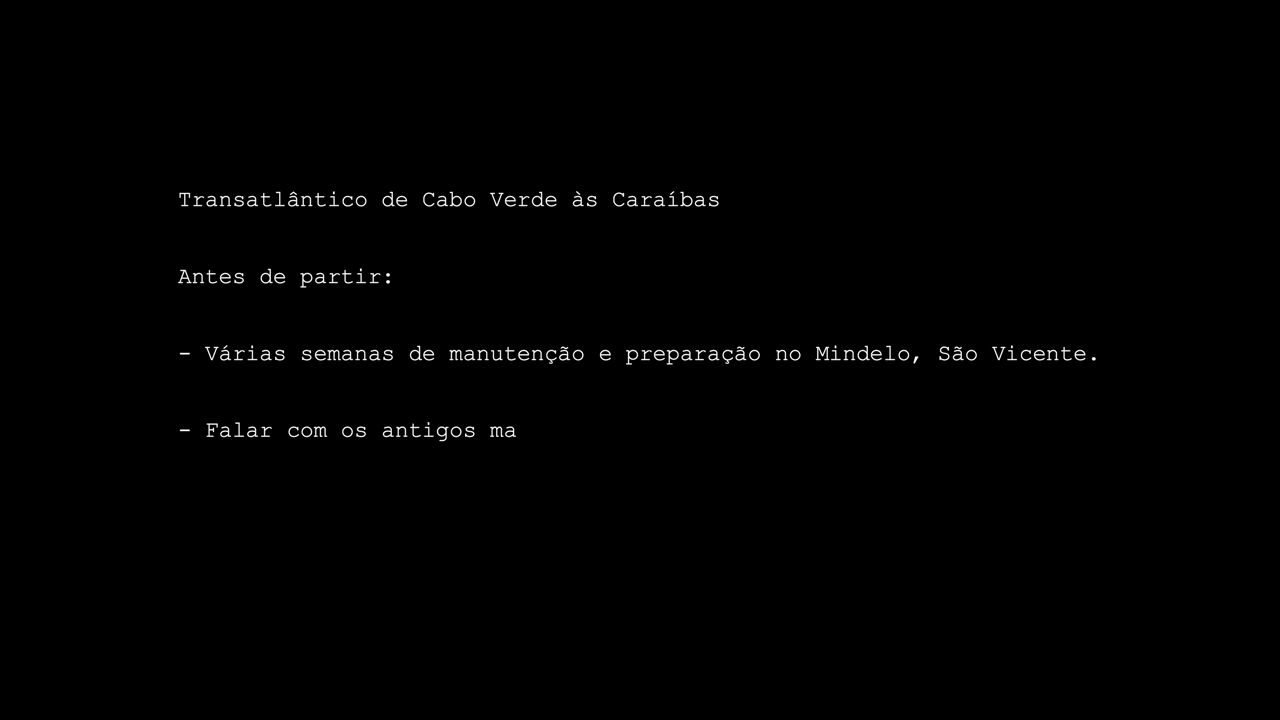 Transatlântico de Cabo Verde às Caraíbas
Antes de partir:
- Várias semanas de manutenção e preparação no Mindelo, São Vicente.
- Falar com os antigos ma